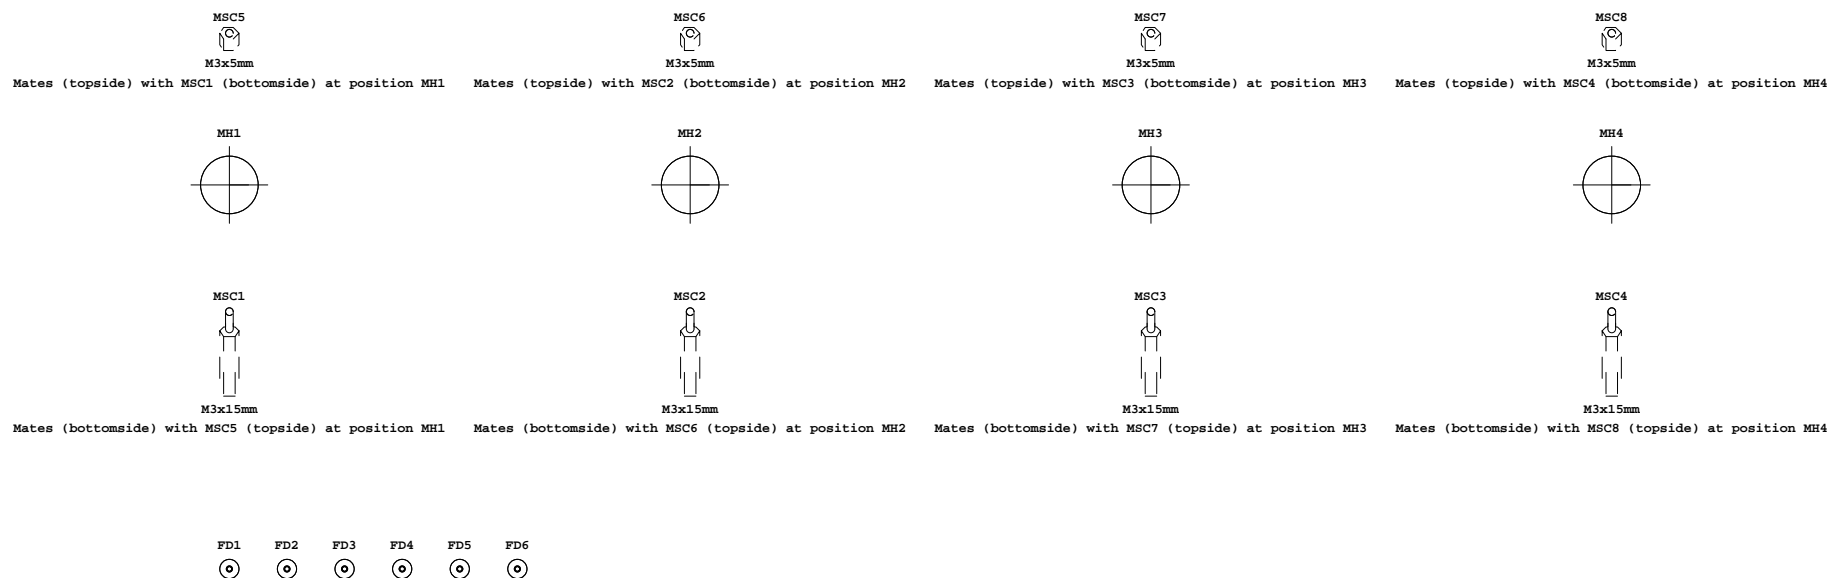 MSC5 MSC6 MSC7 MSC8
M3x5mm M3x5mm M3x5mm M3x5mm
Mates (topside) with MSC1 (bottomside) at position MH1 Mates (topside) with MSC2 (bottomside) at position MH2 Mates (topside) with MSC3 (bottomside) at position MH3 Mates (topside) with MSC4 (bottomside) at position MH4
MH1 MH2 MH3 MH4
MSC1 MSC2 MSC3 MSC4
M3x15mm M3x15mm M3x15mm M3x15mm
Mates (bottomside) with MSC5 (topside) at position MH1 Mates (bottomside) with MSC6 (topside) at position MH2 Mates (bottomside) with MSC7 (topside) at position MH3 Mates (bottomside) with MSC8 (topside) at position MH4
FD1 FD2 FD3 FD4 FD5 FD6